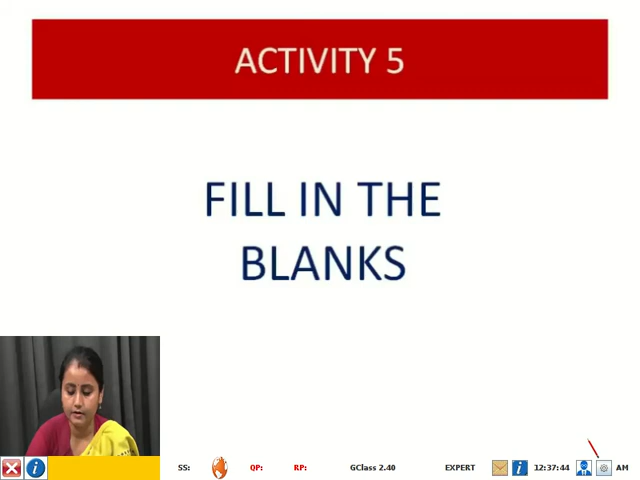 ACTIVITY 5
FILL IN THE
BLANKS
SS: QP: RP: GClass 2.40 EXPERT 12:37:44 AM